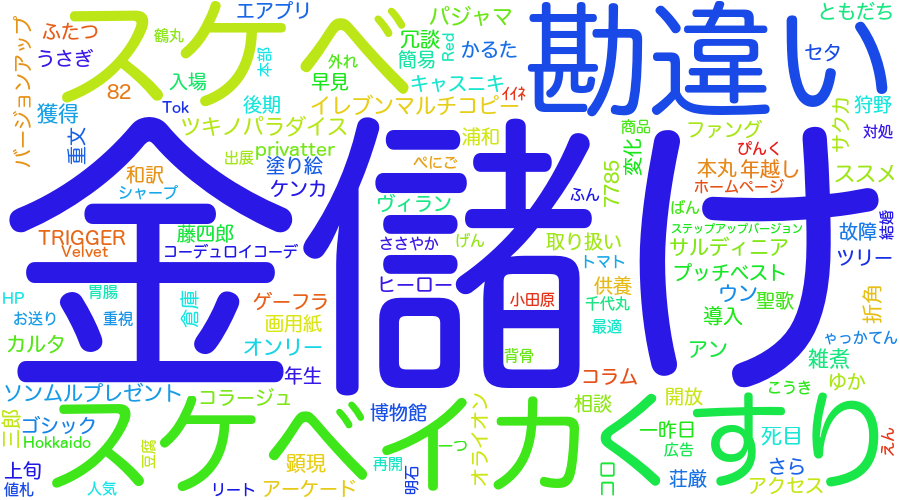 スケベ
勘違い
金儲け
スケベイカ
くすり
エアプリ
パジャマ
ともだち
ふたつ
鶴丸
本部
外れ
冗談
簡易
Red
かるた
セタ
うさぎ
82
入場
早見
キャスニキ
ｲｲﾈ
狩野
バージョンアップ
獲得
Tok
後期
イレブンマルチコピー
サクカ
対処
重文
ツキノパラダイス
浦和
商品
ファング
出展
privatter
変化
ぴんく
和訳
塗り絵
ぺにご
7785
本丸
年越し
シャープ
ケンカ
ホームページ
ススメ
ヴィラン
ふん
ばん
結婚
TRIGGER
藤四郎
ささやか
げん
取り扱い
ステップアップバージョン
故障
Velvet
コーデュロイコーデ
サルディニア
ツリー
トマト
プッチベスト
HP
胃腸
倉庫
ゲーフラ
ヒーロー
小田原
千代丸
供養
ウン
聖歌
折角
お送り
重視
画用紙
最適
導入
カルタ
オンリー
背骨
アン
ゃっかてん
雑煮
年生
コラム
ソンムルプレゼント
コラージュ
相談
開放
こうき
ゆか
三郎
ゴシック
博物館
オライオン
一昨日
死目
えん
Hokkaido
豆腐
一つ
広告
上旬
顕現
再開
明石
コロ
荘厳
さら
値札
人気
リート
アーケード
アクセス